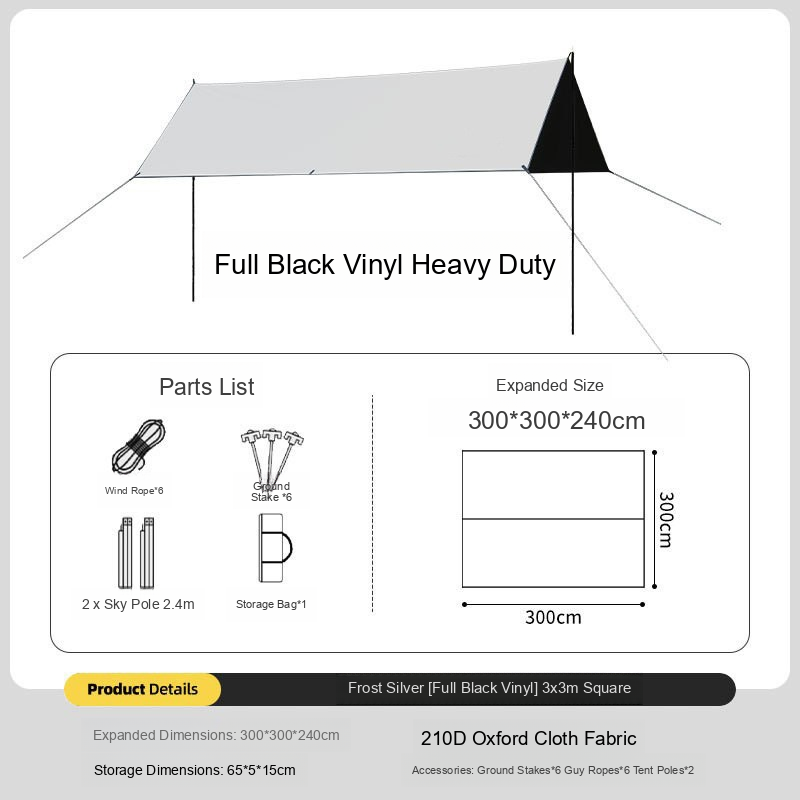 Full Black Vinyl Heavy Duty
Parts List
Wind Rope*6
Ground
Stake *6
2 x Sky Pole 2.4m
Storage Bag*1
Expanded Size
300*300*240cm
300cm
300cm
Product Details
Frost Silver [Full Black Vinyl] 3x3m Square
Expanded Dimensions: 300*300*240cm
210D Oxford Cloth Fabric
Storage Dimensions: 65*5*15cm
Accessories: Ground Stakes*6 Guy Ropes*6 Tent Poles*2